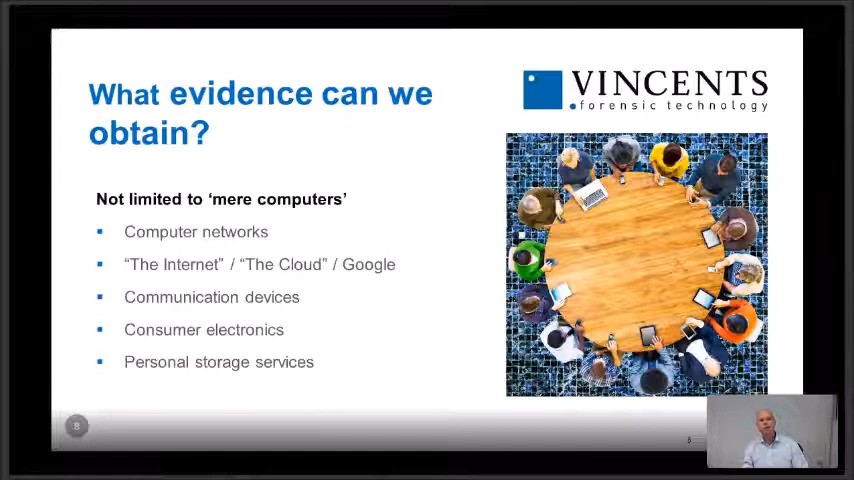 What evidence can we
obtain?
VINCENTS
forensic technology
Not limited to ‘mere computers’
Computer networks
“The Internet” / “The Cloud” / Google
Communication devices
Consumer electronics
Personal storage services
8